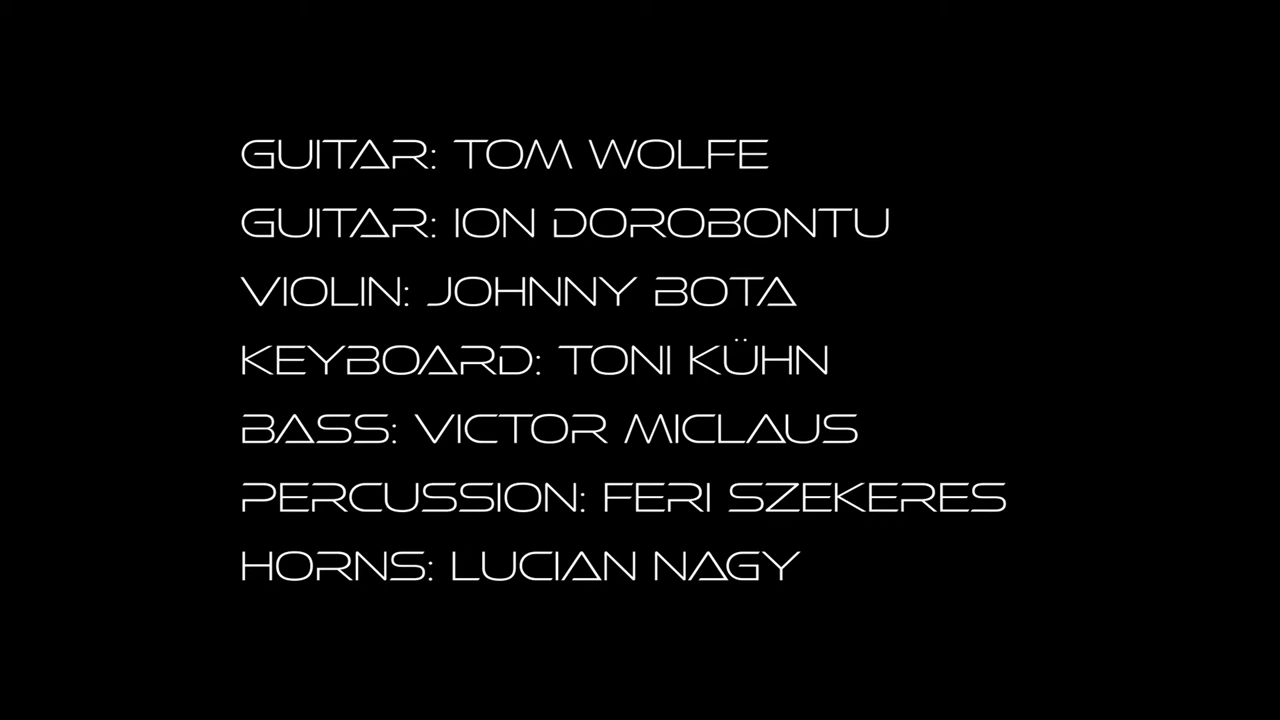 GUITAR: TOM WOLFE
GUITAR: ION DOROBONTU
VIOLIN: JOHNNY BOTA
KEYBOARD: TONI KÜHN
BASS: VICTOR MICLAUS
PERCUSSION: FERI SZEKERES
HORNS: LUCIAN NAGY